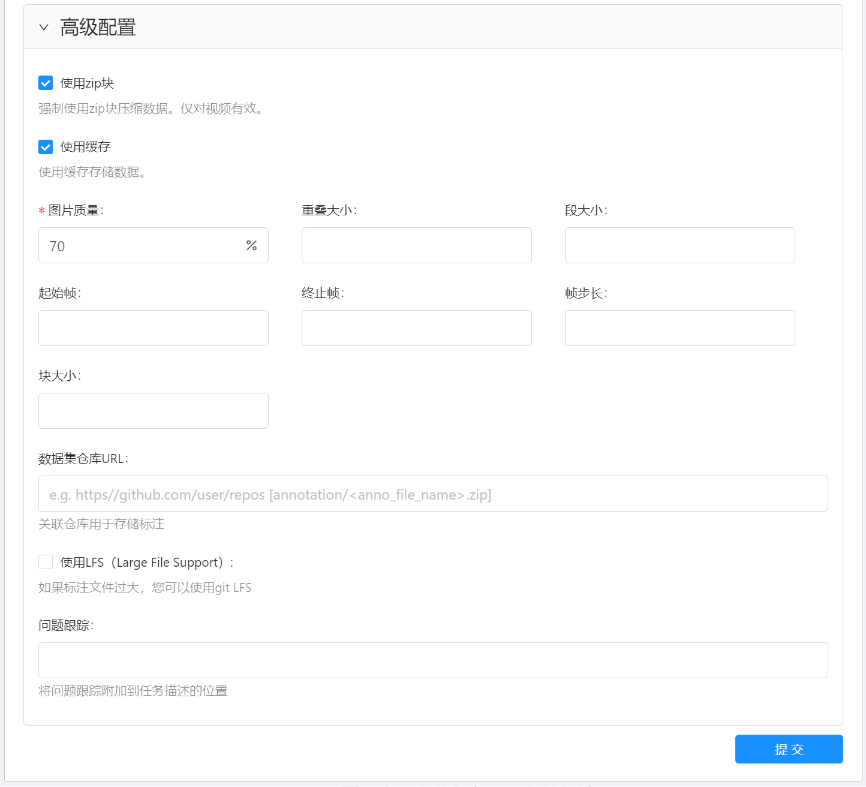 高级配置
使用zip块
强制使用zip块压缩数据。仅对视频有效。
使用缓存
使用缓存存储数据。
* 图片质量: 重叠大小: 段大小:
70 %
起始帧: 终止帧: 帧步长:
块大小:
数据集仓库URL:
e.g. https//github.com/user/repos [annotation/<anno_file_name>.zip]
关联仓库用于存储标注
使用LFS（Large File Support）:
如果标注文件过大，您可以使用git LFS
问题跟踪:
将问题跟踪附加到任务描述的位置
提 交